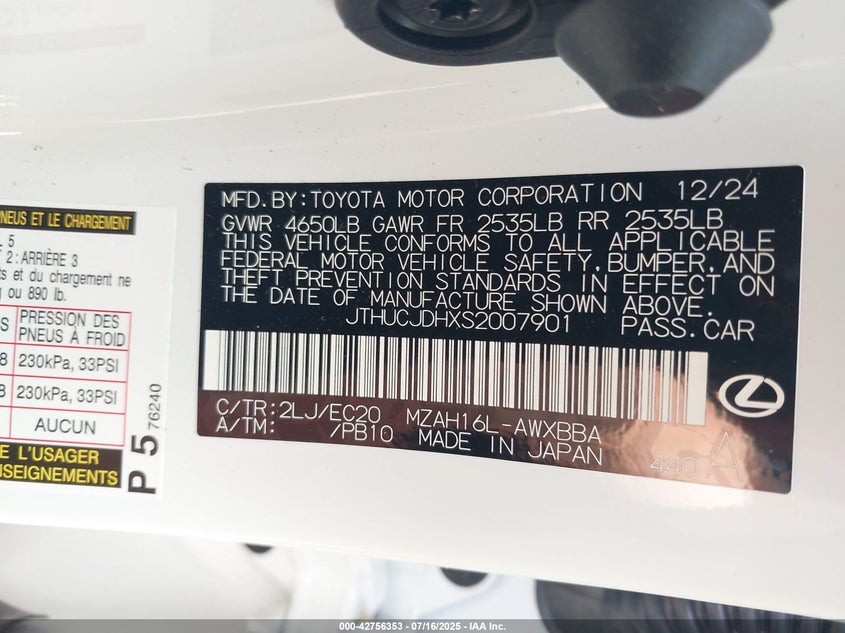 PNEUS ET LE CHARGEMENT
5
2 : ARRIÈRE 3
et du chargement ne
ou 890 lb.
PRESSION DES
PNEUS À FROID
230kPa, 33PSI
230kPa, 33PSI
AUCUN
L'USAGER
P 5 76240
MFD.BY:TOYOTA MOTOR CORPORATION 12/24
GVWR 4650LB GAWR FR 2535LB RR 2535LB
THIS VEHICLE CONFORMS TO ALL APPLICABLE
FEDERAL MOTOR VEHICLE SAFETY,BUMPER,AND
THEFT PREVENTION STANDARDS IN EFFECT ON
THE DATE OF MANUFACTURE SHOWN ABOVE.
JTHUCJDHXS2007901 PASS.CAR
C/TR:2LJ/EC20 MZAH16L-AWXBBA
A/TM: /PB10 MADE IN JAPAN 440 A
000-42756353 - 07/16/2025 - IAA Inc.